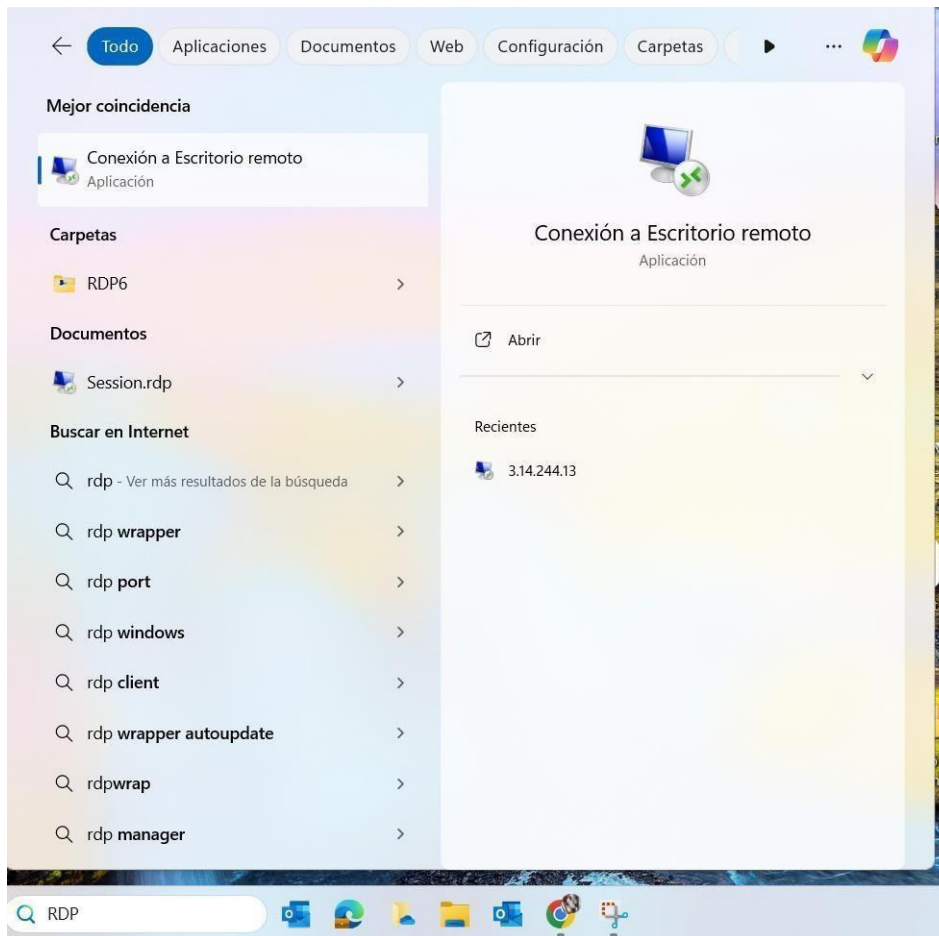 Todo Aplicaciones Documentos Web Configuración Carpetas
Mejor coincidencia
Conexión a Escritorio remoto
Aplicación
Carpetas
RDP6
Documentos
Session.rdp
Buscar en Internet
rdp - Ver más resultados de la búsqueda
rdp wrapper
rdp port
rdp windows
rdp client
rdp wrapper autoupdate
rdpwrap
rdp manager
Conexión a Escritorio remoto
Aplicación
Abrir
Recientes
3.14.244.13
RDP